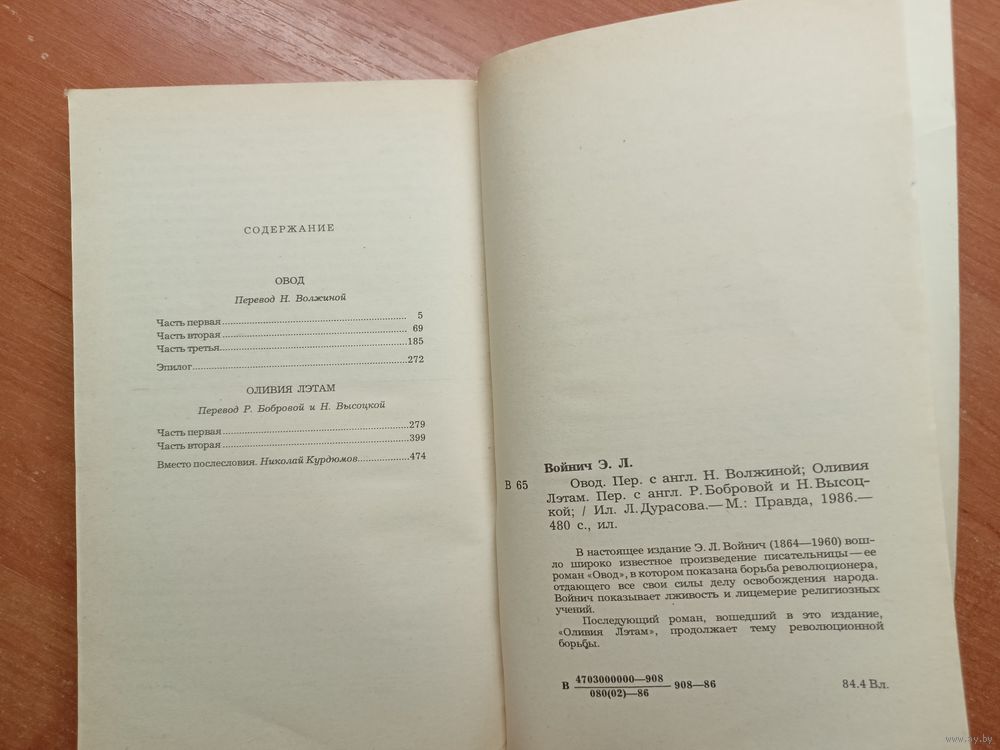 СОДЕРЖАНИЕ
ОВОД
Перевод Н. Волжиной
Часть первая 5
Часть вторая 69
Часть третья 185
Эпилог 272
ОЛИВИЯ ЛЭТАМ
Перевод Р. Бобровой и Н. Высоцкой
Часть первая 279
Часть вторая 399
Вместо послесловия. Николай Курдюмов 474
Войнич Э. Л.
В 65 Овод. Пер. с англ. Н. Волжиной; Оливия
Лэтам. Пер. с англ. Р. Бобровой и Н. Высоц-
кой; / Ил. Л. Дурасова.— М.: Правда, 1986.—
480 с., ил.
В настоящее издание Э. Л. Войнич (1864—1960) вош-
ло широко известное произведение писательницы — ее
роман «Овод», в котором показана борьба революционера,
отдающего все свои силы делу освобождения народа.
Войнич показывает лживость и лицемерие религиозных
учений.
Последующий роман, вошедший в это издание,
«Оливия Лэтам», продолжает тему революционной
борьбы.
4703000000—908
В 908—86 84.4 Вл.
080(02)—86
www.ay.by